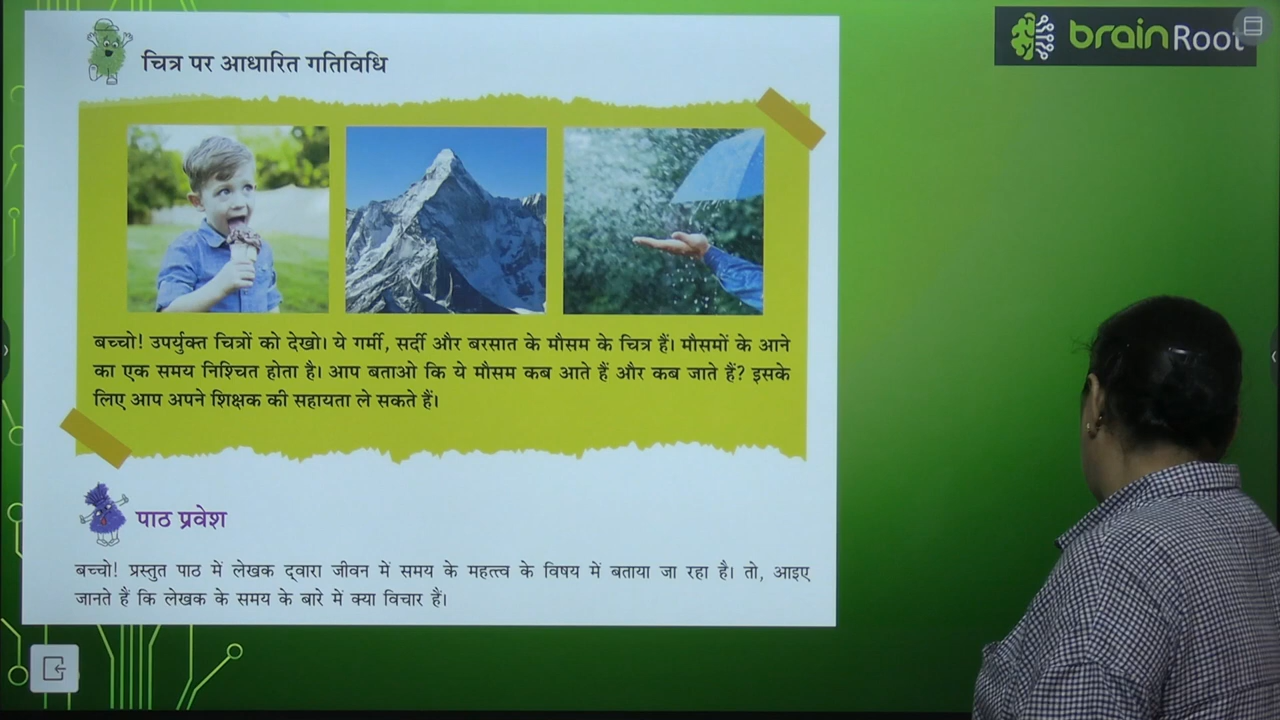 brainRoot
चित्र पर आधारित गतिविधि
बच्चो! उपर्युक्त चित्रों को देखो। ये गर्मी, सर्दी और बरसात के मौसम के चित्र हैं। मौसमों के आने
का एक समय निश्चित होता है। आप बताओ कि ये मौसम कब आते हैं और कब जाते हैं? इसके
लिए आप अपने शिक्षक की सहायता ले सकते हैं।
पाठ प्रवेश
बच्चो! प्रस्तुत पाठ में लेखक द्वारा जीवन में समय के महत्त्व के विषय में बताया जा रहा है। तो, आइए
जानते हैं कि लेखक के समय के बारे में क्या विचार हैं।